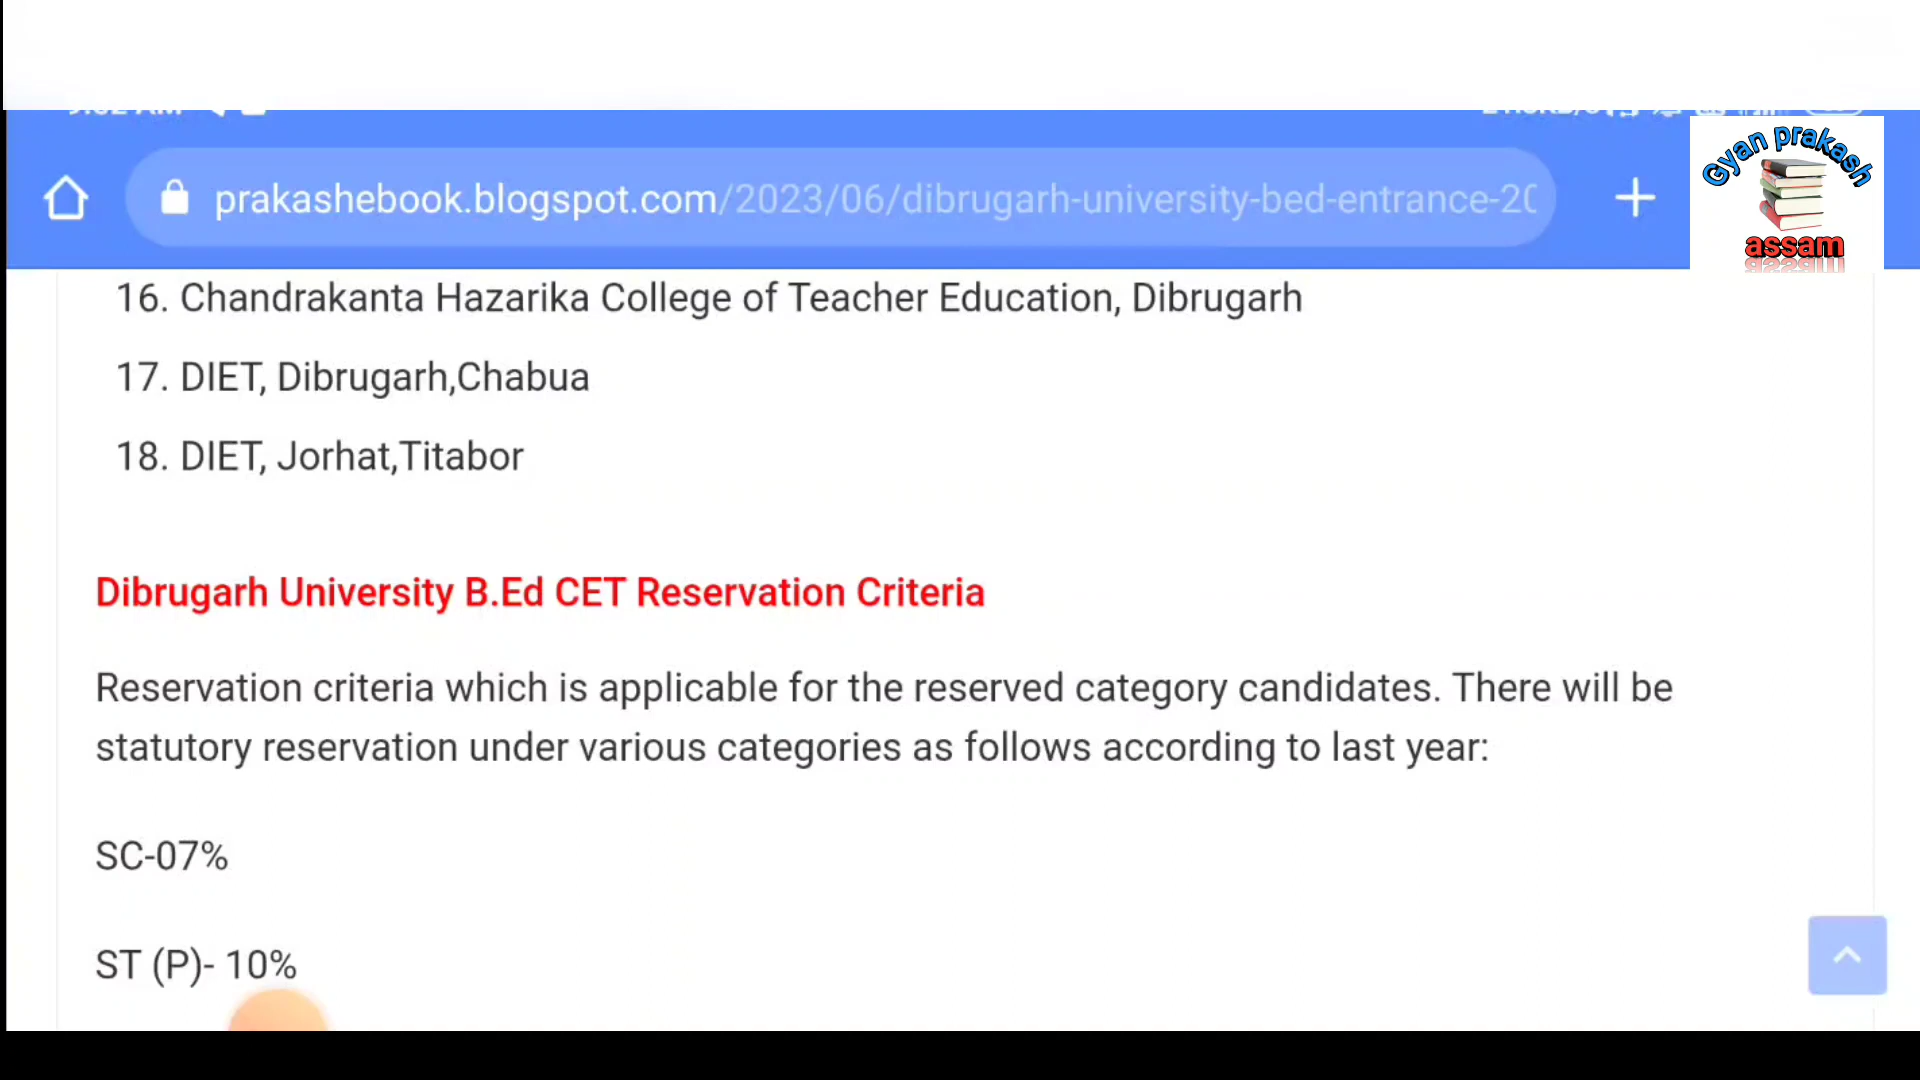 prakashebook.blogspot.com/2023/06/dibrugarh-university-bed-entrance-20
Gyan prakash
assam
16. Chandrakanta Hazarika College of Teacher Education, Dibrugarh
17. DIET, Dibrugarh,Chabua
18. DIET, Jorhat,Titabor
Dibrugarh University B.Ed CET Reservation Criteria
Reservation criteria which is applicable for the reserved category candidates. There will be
statutory reservation under various categories as follows according to last year:
SC-07%
ST (P)- 10%